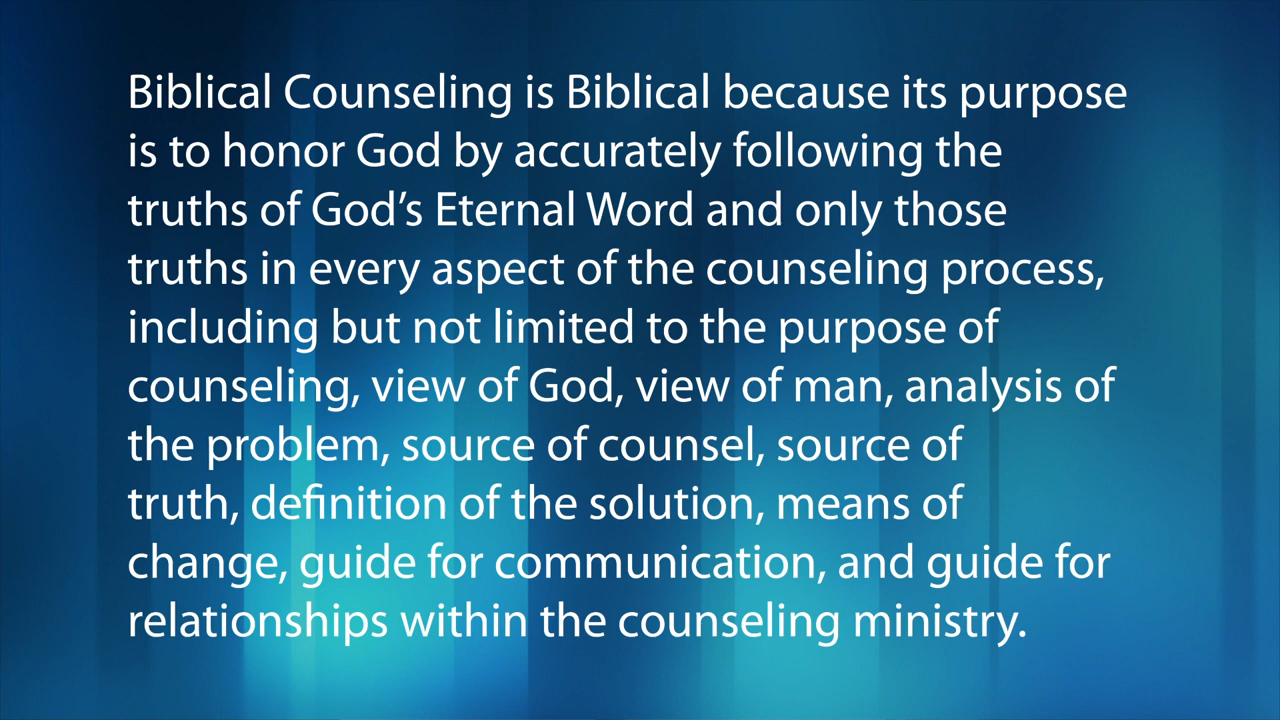 Biblical Counseling is Biblical because its purpose
is to honor God by accurately following the
truths of God’s Eternal Word and only those
truths in every aspect of the counseling process,
including but not limited to the purpose of
counseling, view of God, view of man, analysis of
the problem, source of counsel, source of
truth, definition of the solution, means of
change, guide for communication, and guide for
relationships within the counseling ministry.